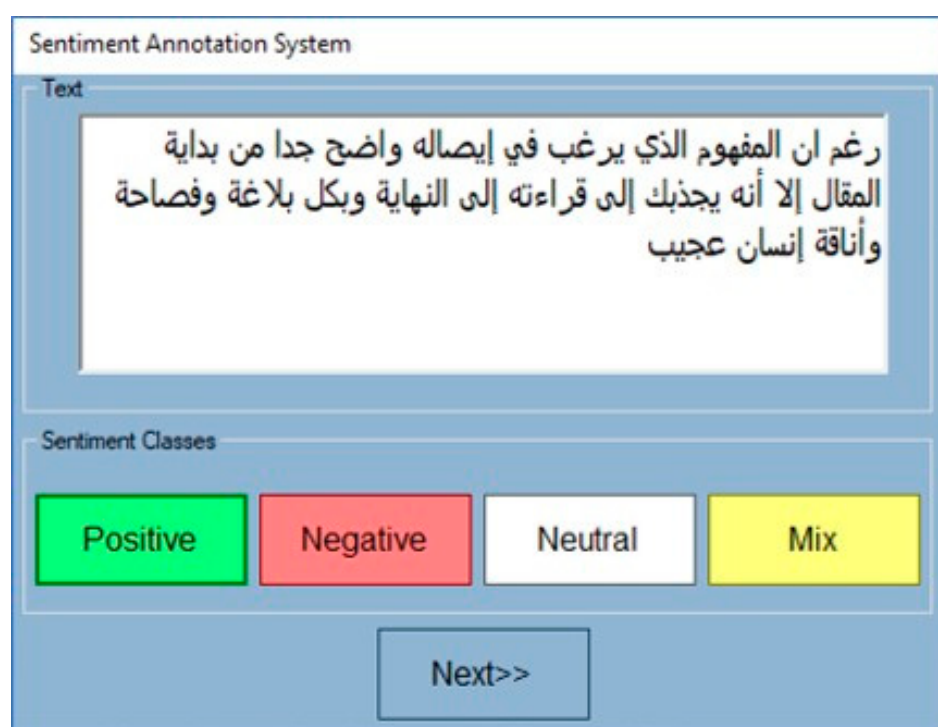 Sentiment Annotation System
Text
رغم ان المفهوم الذي يرغب في إيصاله واضح جدا من بداية
المقال إلا أنه يجذبك إلى قراءته إلى النهاية وبكل بلاغة وفصاحة
وأناقة إنسان عجيب
Sentiment Classes
Positive
Negative
Neutral
Mix
Next>>